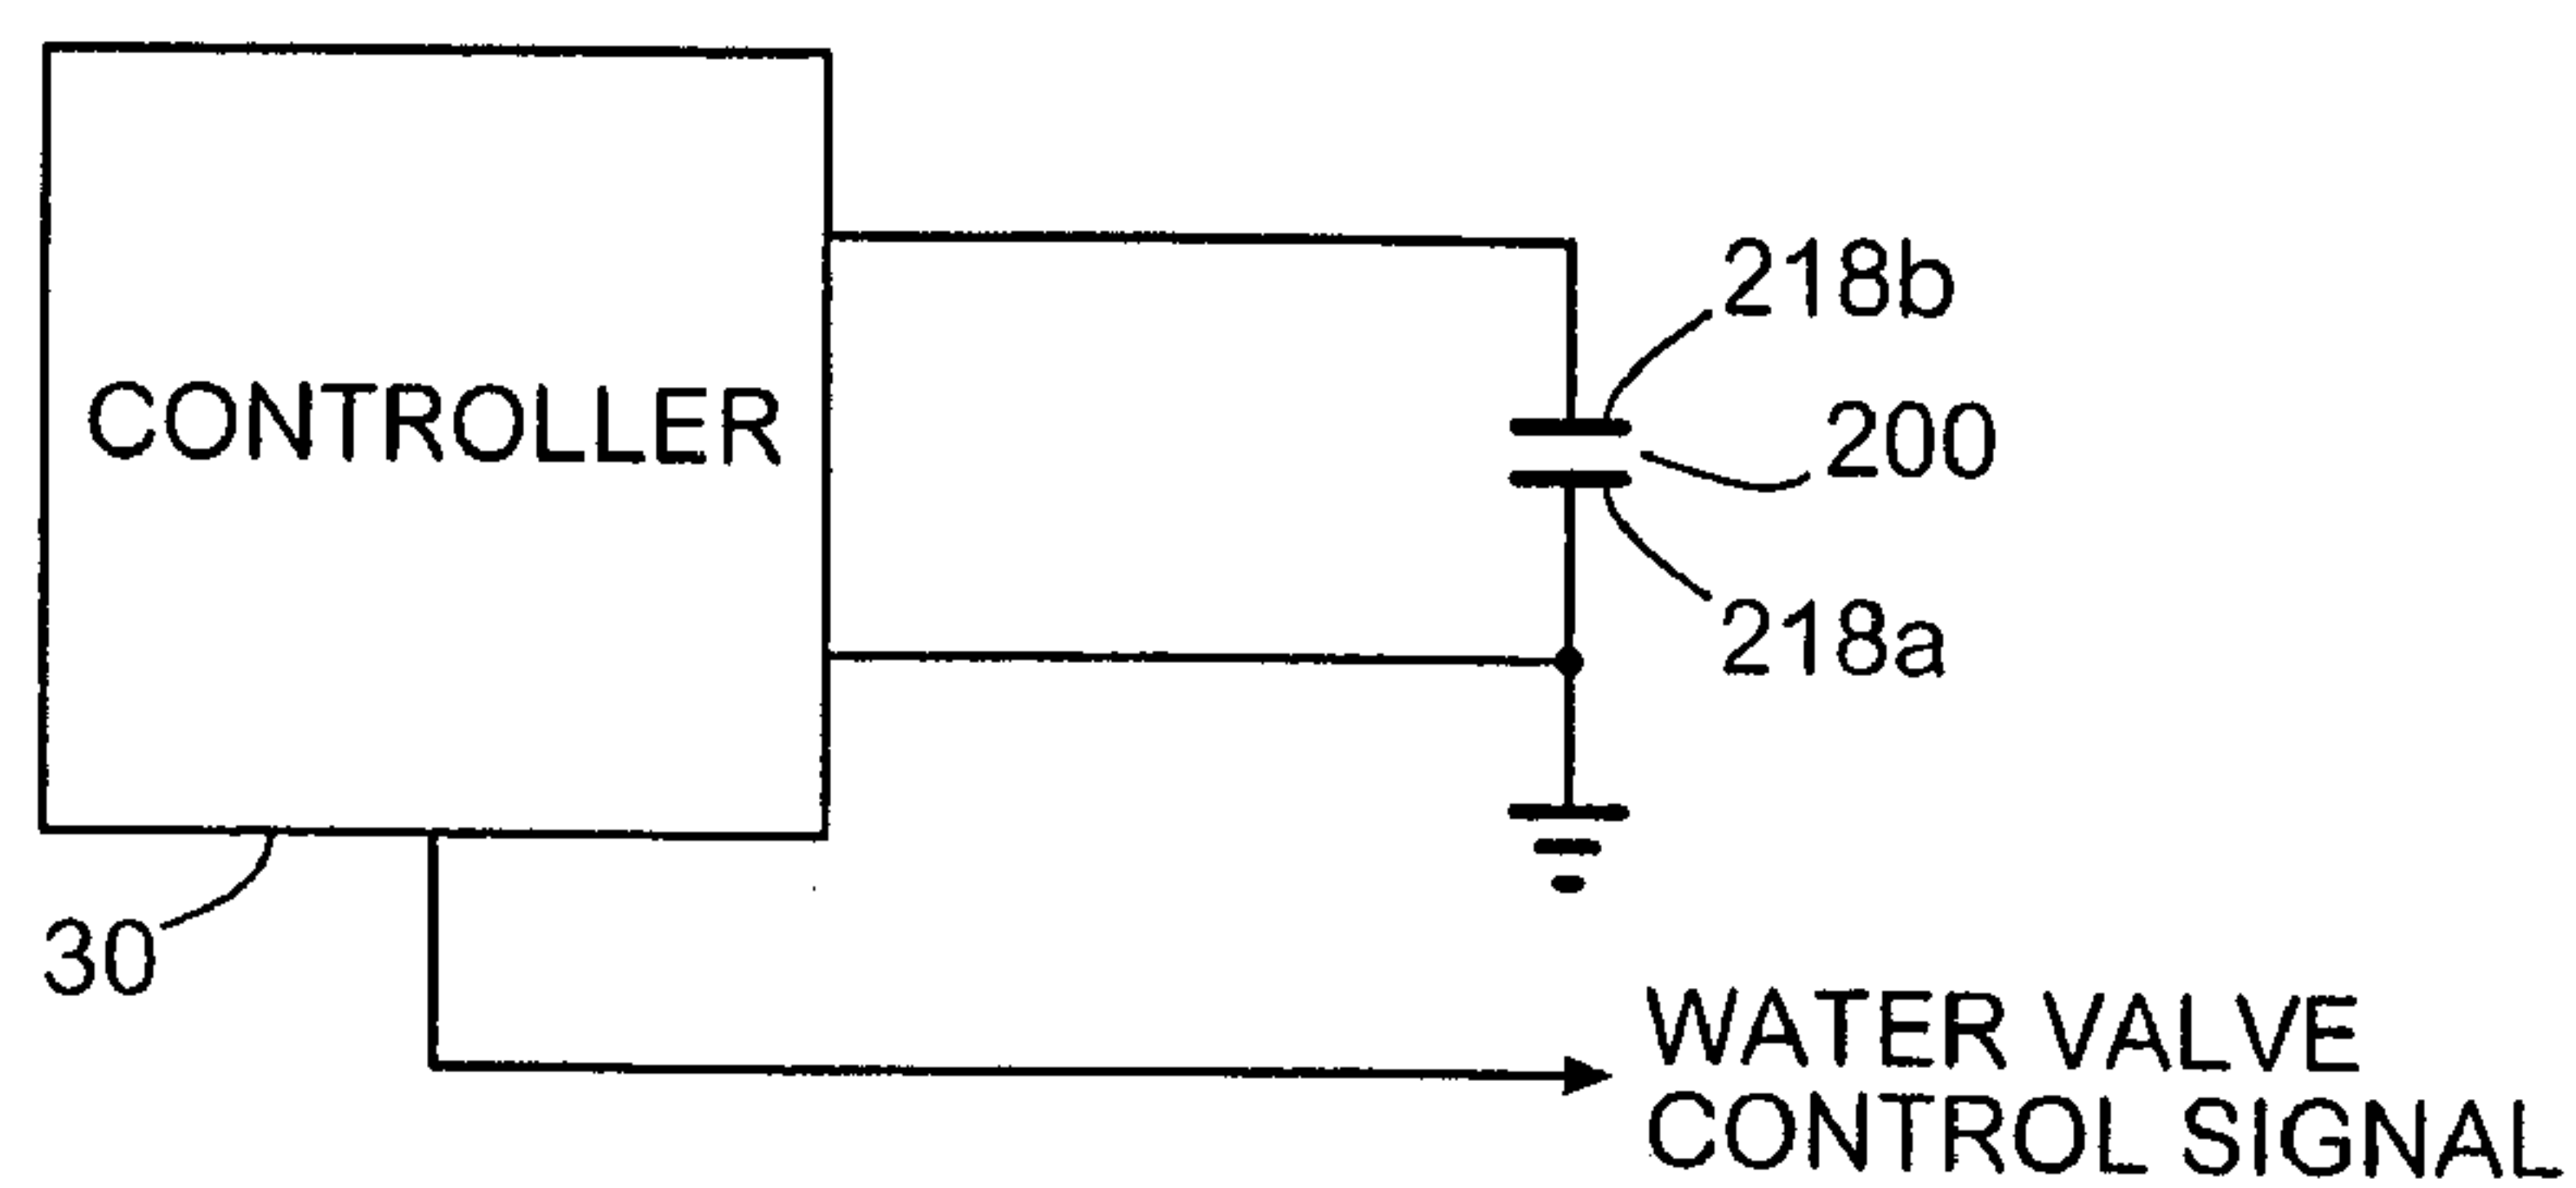 CONTROLLER
218b
200
218a
30
WATER VALVE
CONTROL SIGNAL